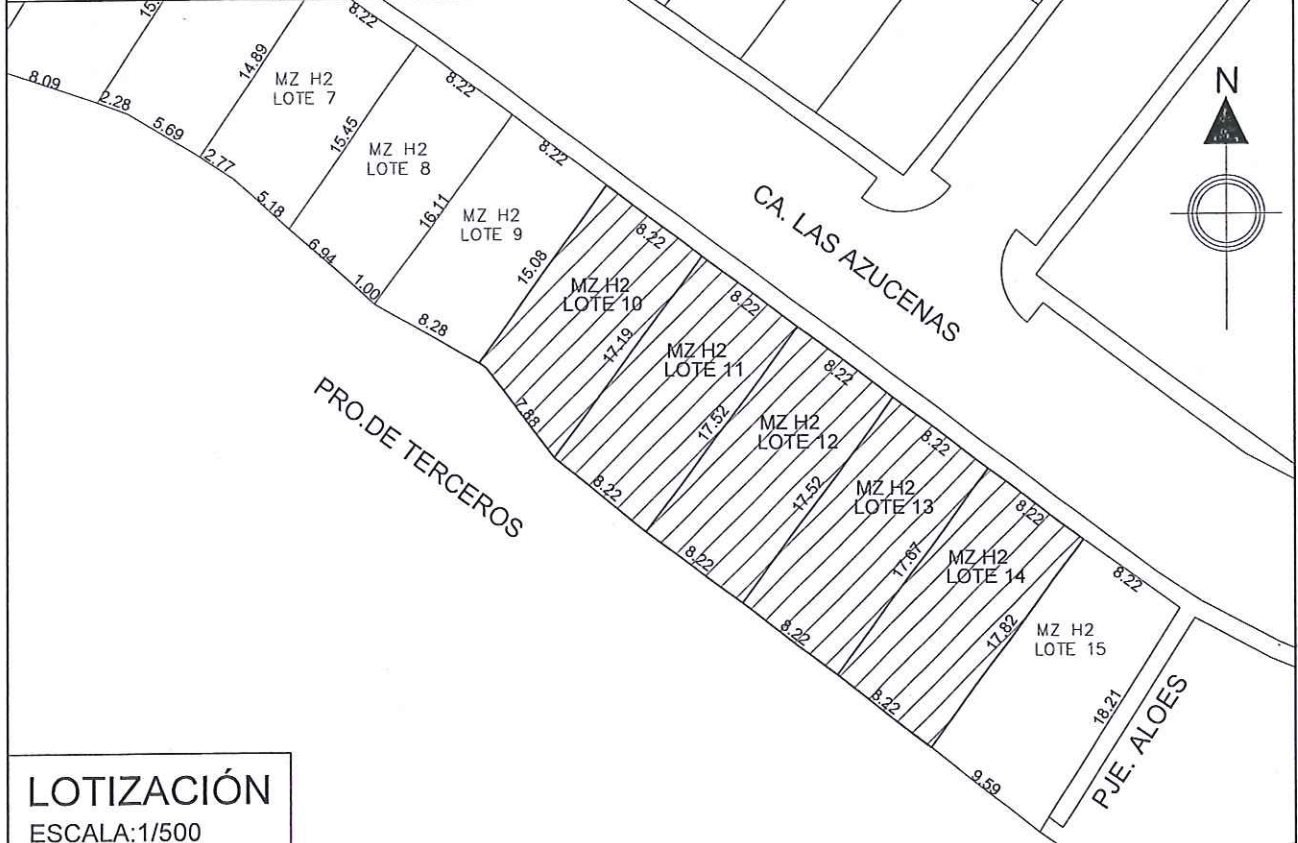 15.
8.22
14.89
MZ H2
LOTE 7
8.09
2.28
5.69
2.77
8.22
15.45
MZ H2
LOTE 8
5.18
6.94
8.22
16.11
MZ H2
LOTE 9
1.00
8.28
15.08
8.22
MZ H2
LOTE 10
7.88
17.19
8.22
MZ H2
LOTE 11
8.22
17.52
8.22
MZ H2
LOTE 12
8.22
17.52
8.22
MZ H2
LOTE 13
8.22
17.67
8.22
MZ H2
LOTE 14
8.22
17.82
8.22
MZ H2
LOTE 15
9.59
18.21
N
CA. LAS AZUCENAS
PRO.DE TERCEROS
PJE. ALOES
LOTIZACIÓN
ESCALA:1/500